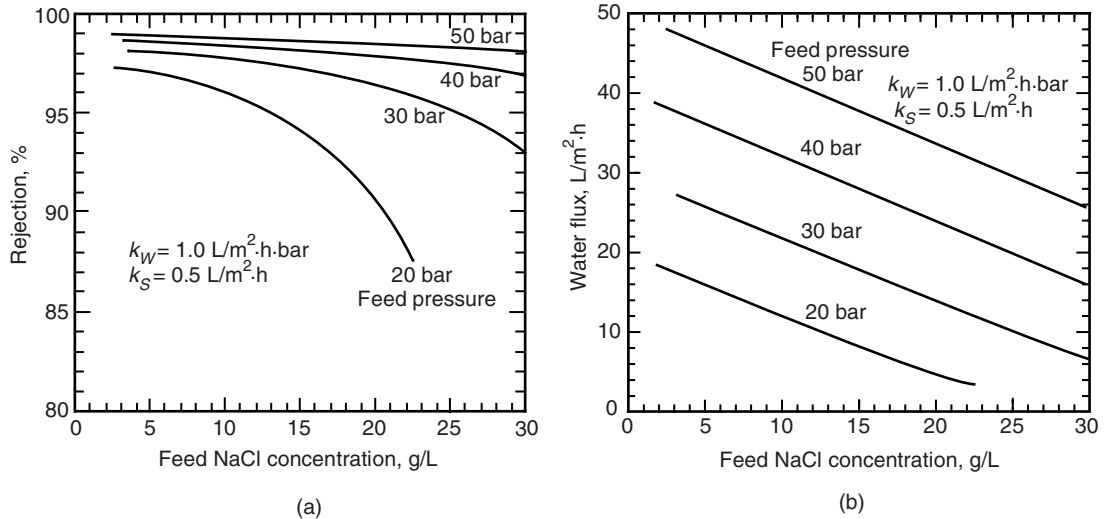 100
95
90
85
80
Rejection, %
50 bar
40 bar
30 bar
k_W = 1.0 L/m²·h·bar
k_S = 0.5 L/m²·h
20 bar
Feed pressure
0 5 10 15 20 25 30
Feed NaCl concentration, g/L
(a)
50
40
30
20
10
0
Water flux, L/m²·h
Feed pressure
50 bar
k_W = 1.0 L/m²·h·bar
k_S = 0.5 L/m²·h
40 bar
30 bar
20 bar
0 5 10 15 20 25 30
Feed NaCl concentration, g/L
(b)